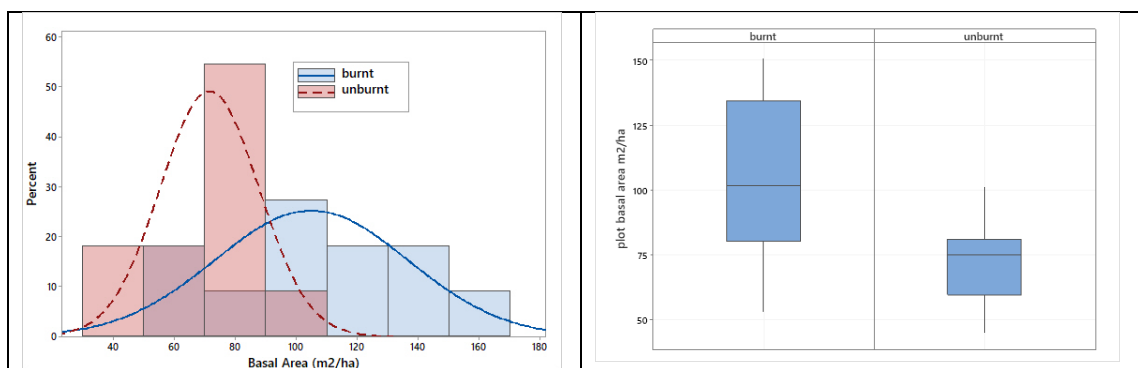 60
50
40
30
20
10
0
Percent
burnt
unburnt
40 60 80 100 120 140 160 180
Basal Area (m2/ha)
burnt unburnt
150
125
100
75
50
plot basal area m2/ha